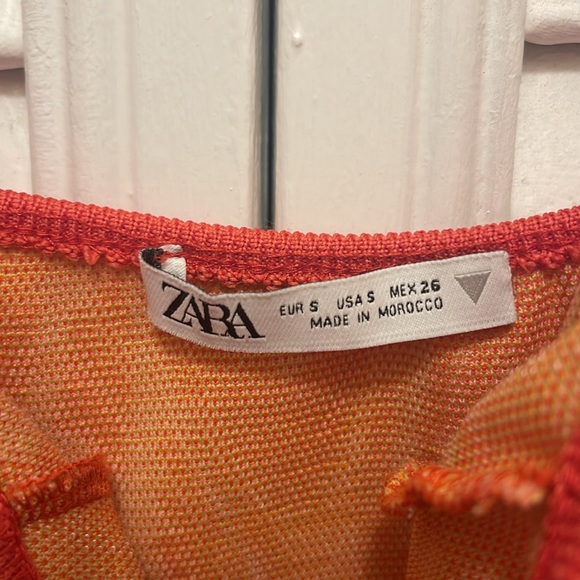 ZARA
EUR S USA S MEX 26
MADE IN MOROCCO